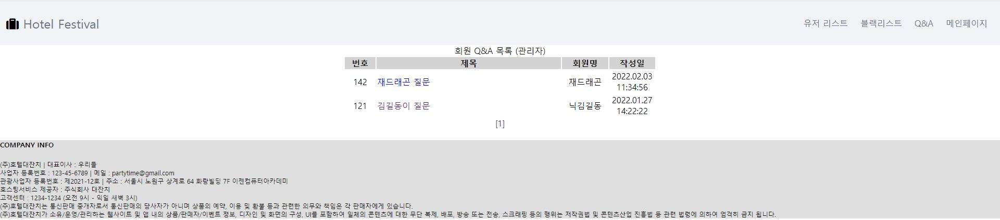 Hotel Festival
유저 리스트 블랙리스트 Q&A 메인페이지
회원 Q&A 목록 (관리자)
번호 제목 회원명 작성일
142 재드래곤 질문 재드래곤 2022.02.03
11:34:56
121 김길동이 질문 닉김길동 2022.01.27
14:22:22
[1]
COMPANY INFO
(주)호텔대잔치 | 대표이사 : 우리들
사업자 등록번호 : 123-45-6789 | 메일 : partytime@gmail.com
관광사업자 등록번호 : 제2021-12호 | 주소 : 서울시 노원구 상계로 64 화랑빌딩 7F 이젠컴퓨터아카데미
호스팅서비스 제공자 : 주식회사 대잔치
고객센터 : 1234-1234 (오전 9시 - 익일 새벽 3시)
(주)호텔대잔치는 통신판매 중개자로서 통신판매의 당사자가 아니며 상품의 예약, 이용 및 환불 등과 관련한 의무와 책임은 각 판매자에게 있습니다.
(주)호텔대잔치가 소유/운영/관리하는 웹사이트 및 앱 내의 상품/판매자/이벤트 정보, 디자인 및 화면의 구성, UI를 포함하여 일체의 콘텐츠에 대한 무단 복제, 배포, 방송 또는 전송, 스크래핑 등의 행위는 저작권법 및 콘텐츠산업 진흥법 등 관련 법령에 의하여 엄격히 금지 됩니다.